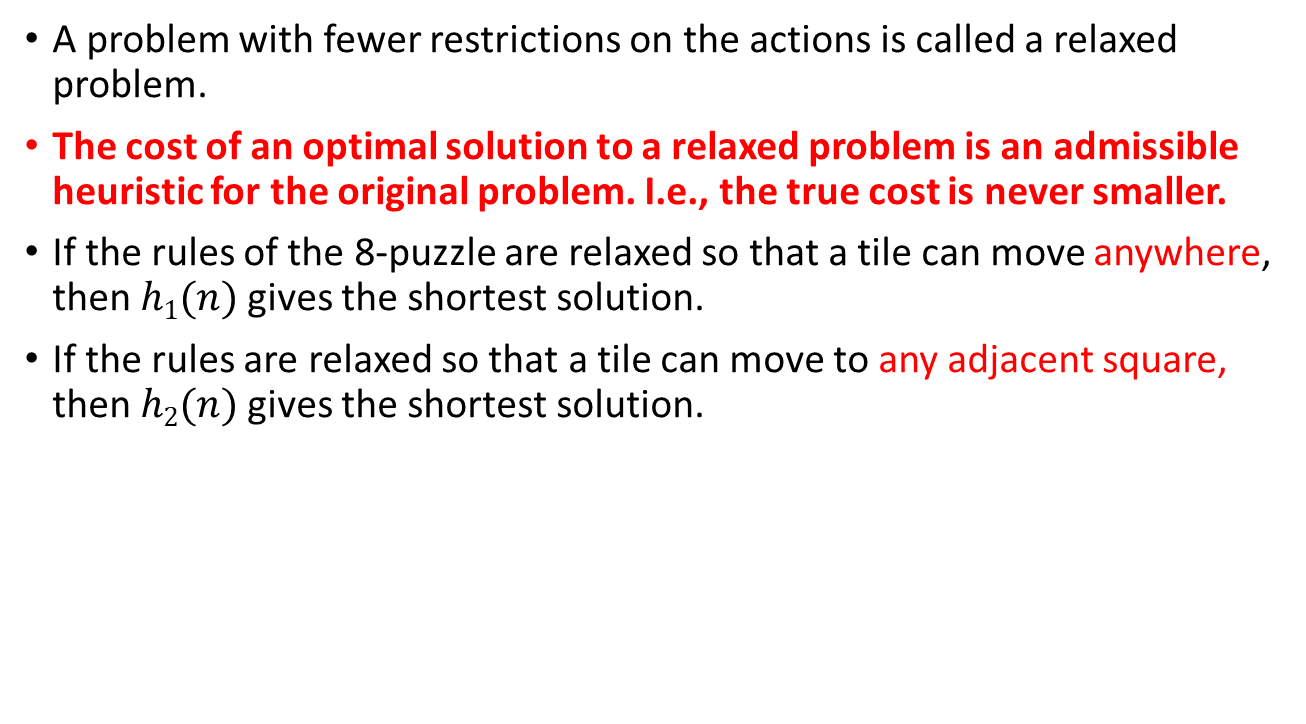 • A problem with fewer restrictions on the actions is called a relaxed
problem.
• The cost of an optimal solution to a relaxed problem is an admissible
heuristic for the original problem. I.e., the true cost is never smaller.
• If the rules of the 8-puzzle are relaxed so that a tile can move anywhere,
then ℎ₁(𝑛) gives the shortest solution.
• If the rules are relaxed so that a tile can move to any adjacent square,
then ℎ₂(𝑛) gives the shortest solution.